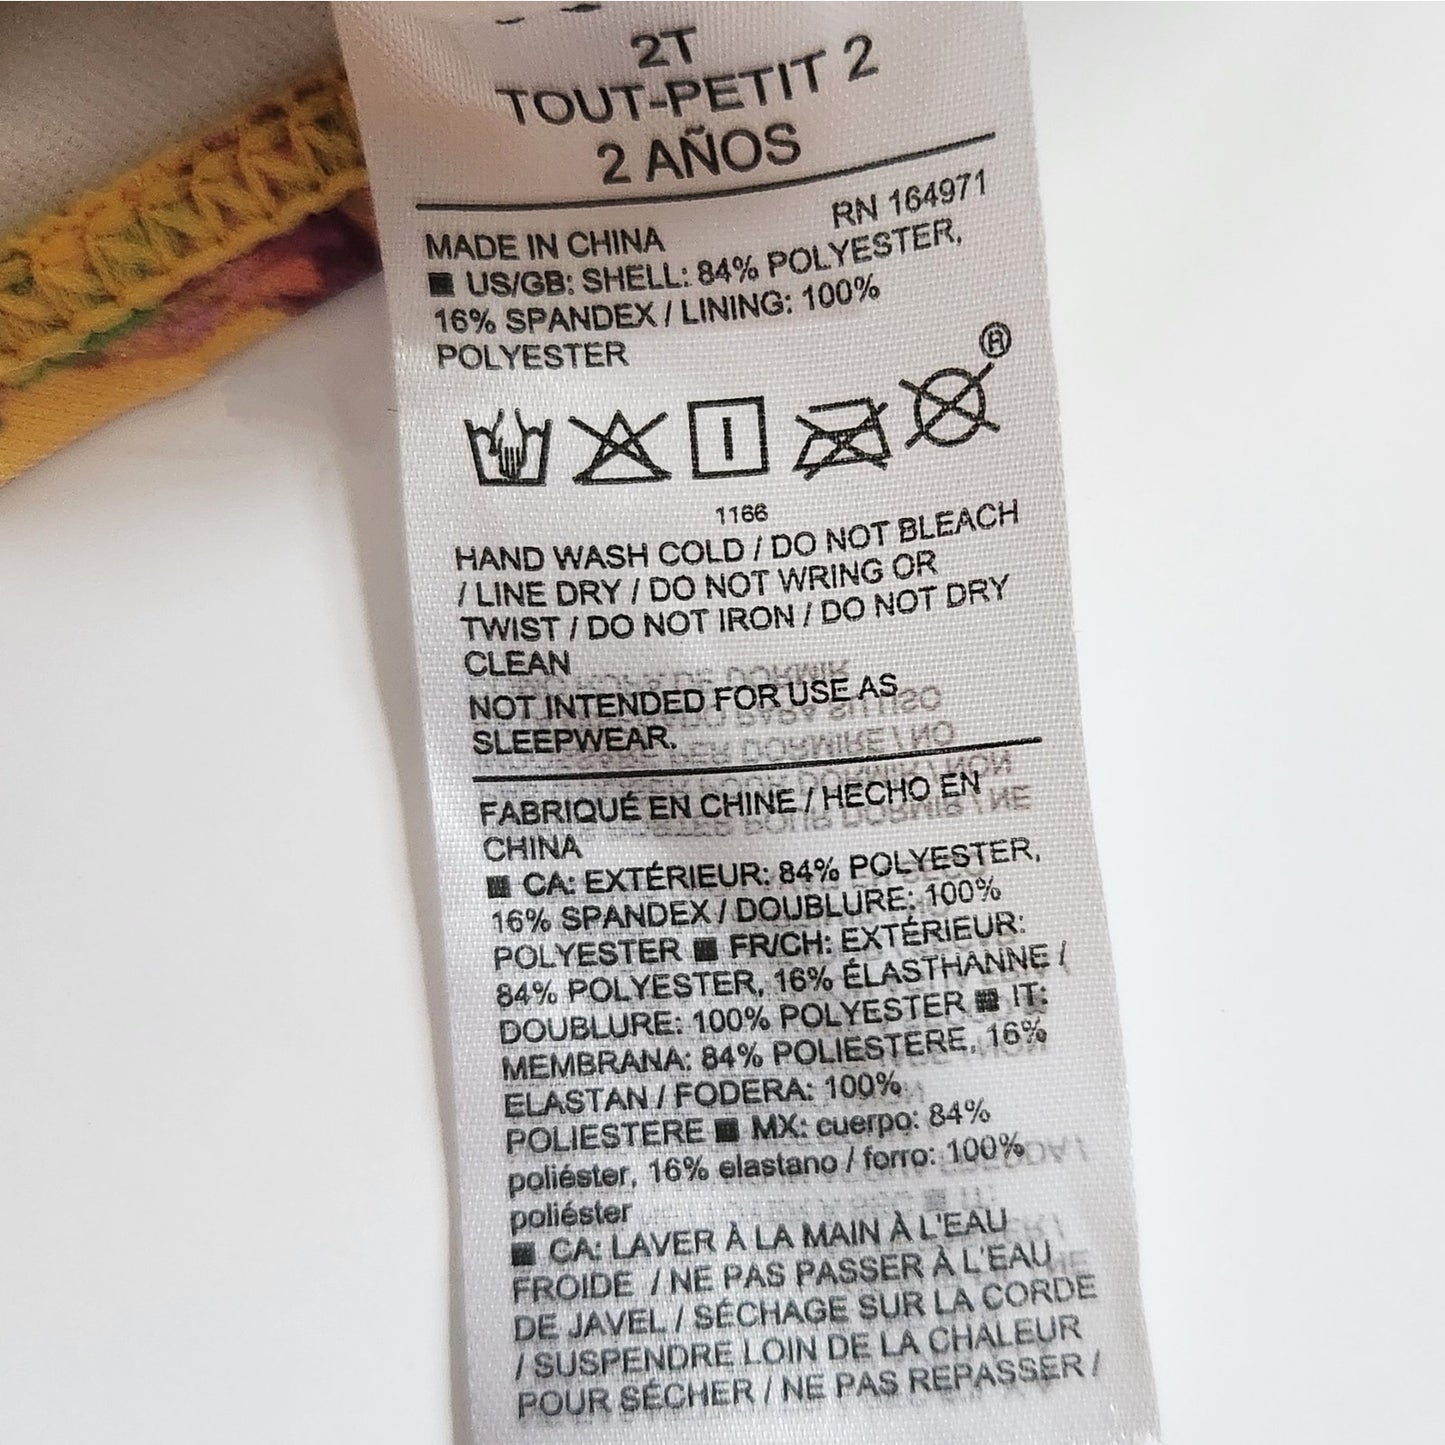 2T
TOUT-PETIT 2
2 AÑOS
RN 164971
MADE IN CHINA
■ US/GB: SHELL: 84% POLYESTER,
16% SPANDEX / LINING: 100%
POLYESTER
®
1166
HAND WASH COLD / DO NOT BLEACH
/ LINE DRY / DO NOT WRING OR
TWIST / DO NOT IRON / DO NOT DRY
CLEAN
NOT INTENDED FOR USE AS
SLEEPWEAR.
FABRIQUÉ EN CHINE / HECHO EN
CHINA
■ CA: EXTÉRIEUR: 84% POLYESTER,
16% SPANDEX / DOUBLURE: 100%
POLYESTER ■ FR/CH: EXTÉRIEUR:
84% POLYESTER, 16% ÉLASTHANNE /
DOUBLURE: 100% POLYESTER ■ IT:
MEMBRANA: 84% POLIESTERE, 16%
ELASTAN / FODERA: 100%
POLIESTERE ■ MX: cuerpo: 84%
poliéster, 16% elastano / forro: 100%
poliéster
■ CA: LAVER À LA MAIN À L'EAU
FROIDE / NE PAS PASSER À L'EAU
DE JAVEL / SÉCHAGE SUR LA CORDE
/ SUSPENDRE LOIN DE LA CHALEUR
POUR SÉCHER / NE PAS REPASSER /